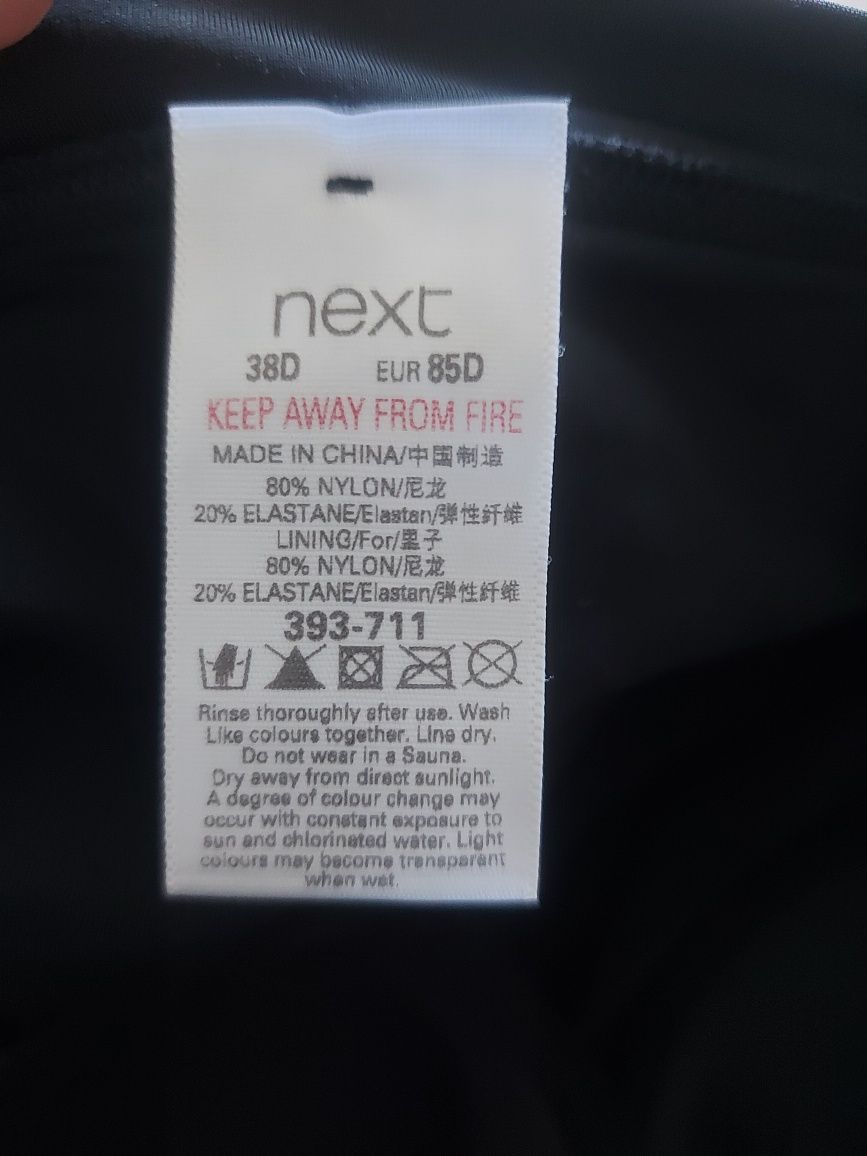 next
38D EUR 85D
KEEP AWAY FROM FIRE
MADE IN CHINA/中国制造
80% NYLON/尼龙
20% ELASTANE/Elastan/弹性纤维
LINING/For/里子
80% NYLON/尼龙
20% ELASTANE/Elastan/弹性纤维
393-711
Rinse thoroughly after use. Wash
Like colours together. Line dry.
Do not wear in a Sauna.
Dry away from direct sunlight.
A degree of colour change may
occur with constant exposure to
sun and chlorinated water. Light
colours may become transparent
when wet.